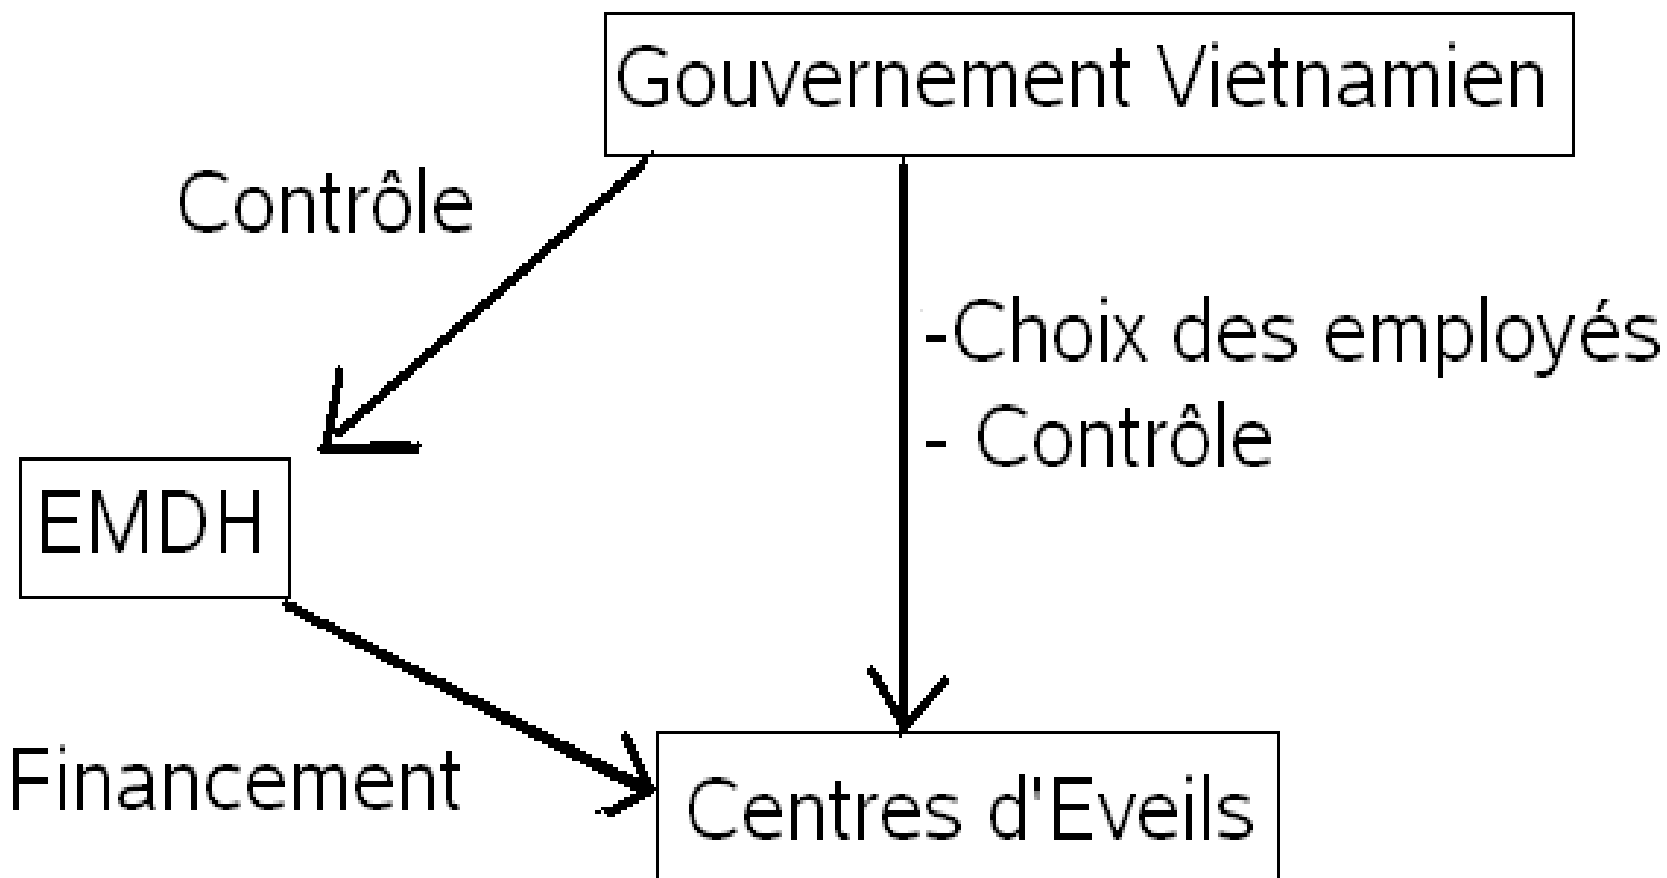 Gouvernement Vietnamien
Contrôle
-Choix des employés
- Contrôle
EMDH
Financement
Centres d'Eveils